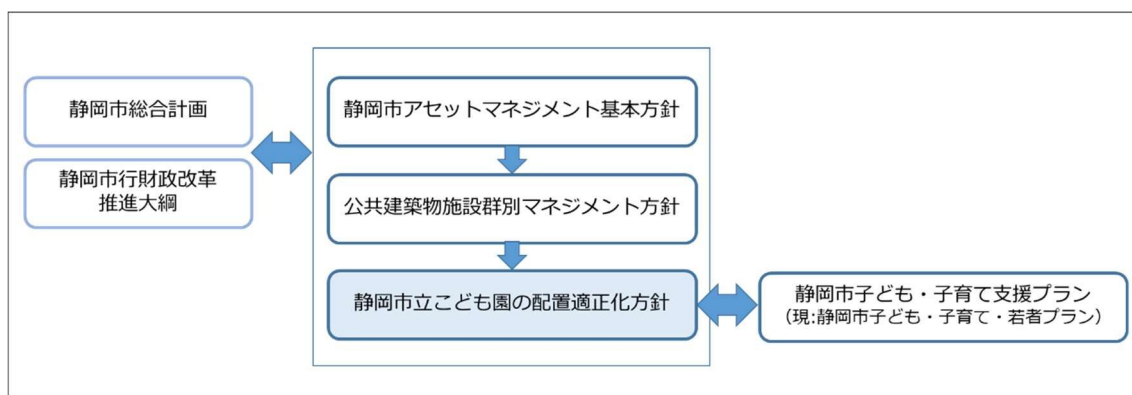 静岡市総合計画
静岡市行財政改革
推進大綱
静岡市アセットマネジメント基本方針
公共建築物施設群別マネジメント方針
静岡市立こども園の配置適正化方針
静岡市子ども・子育て支援プラン
（現:静岡市子ども・子育て・若者プラン）